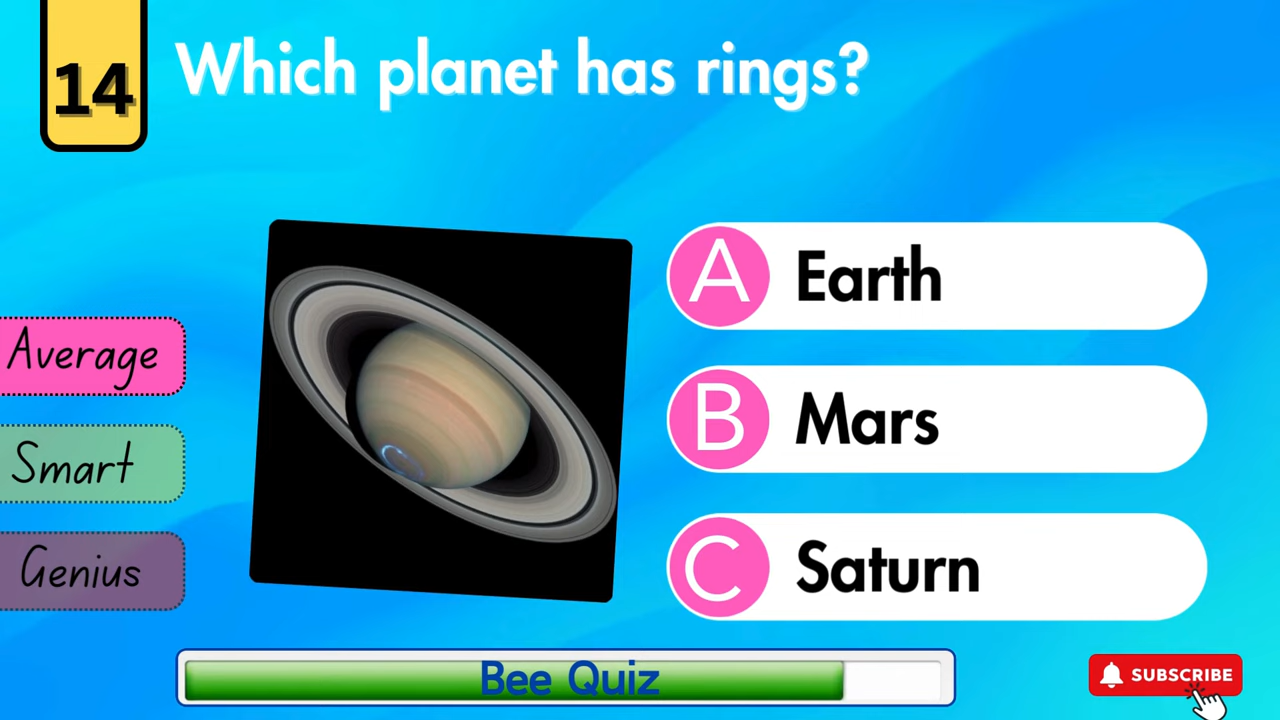 14
Which planet has rings?
A Earth
B Mars
C Saturn
Average
Smart
Genius
Bee Quiz
SUBSCRIBE